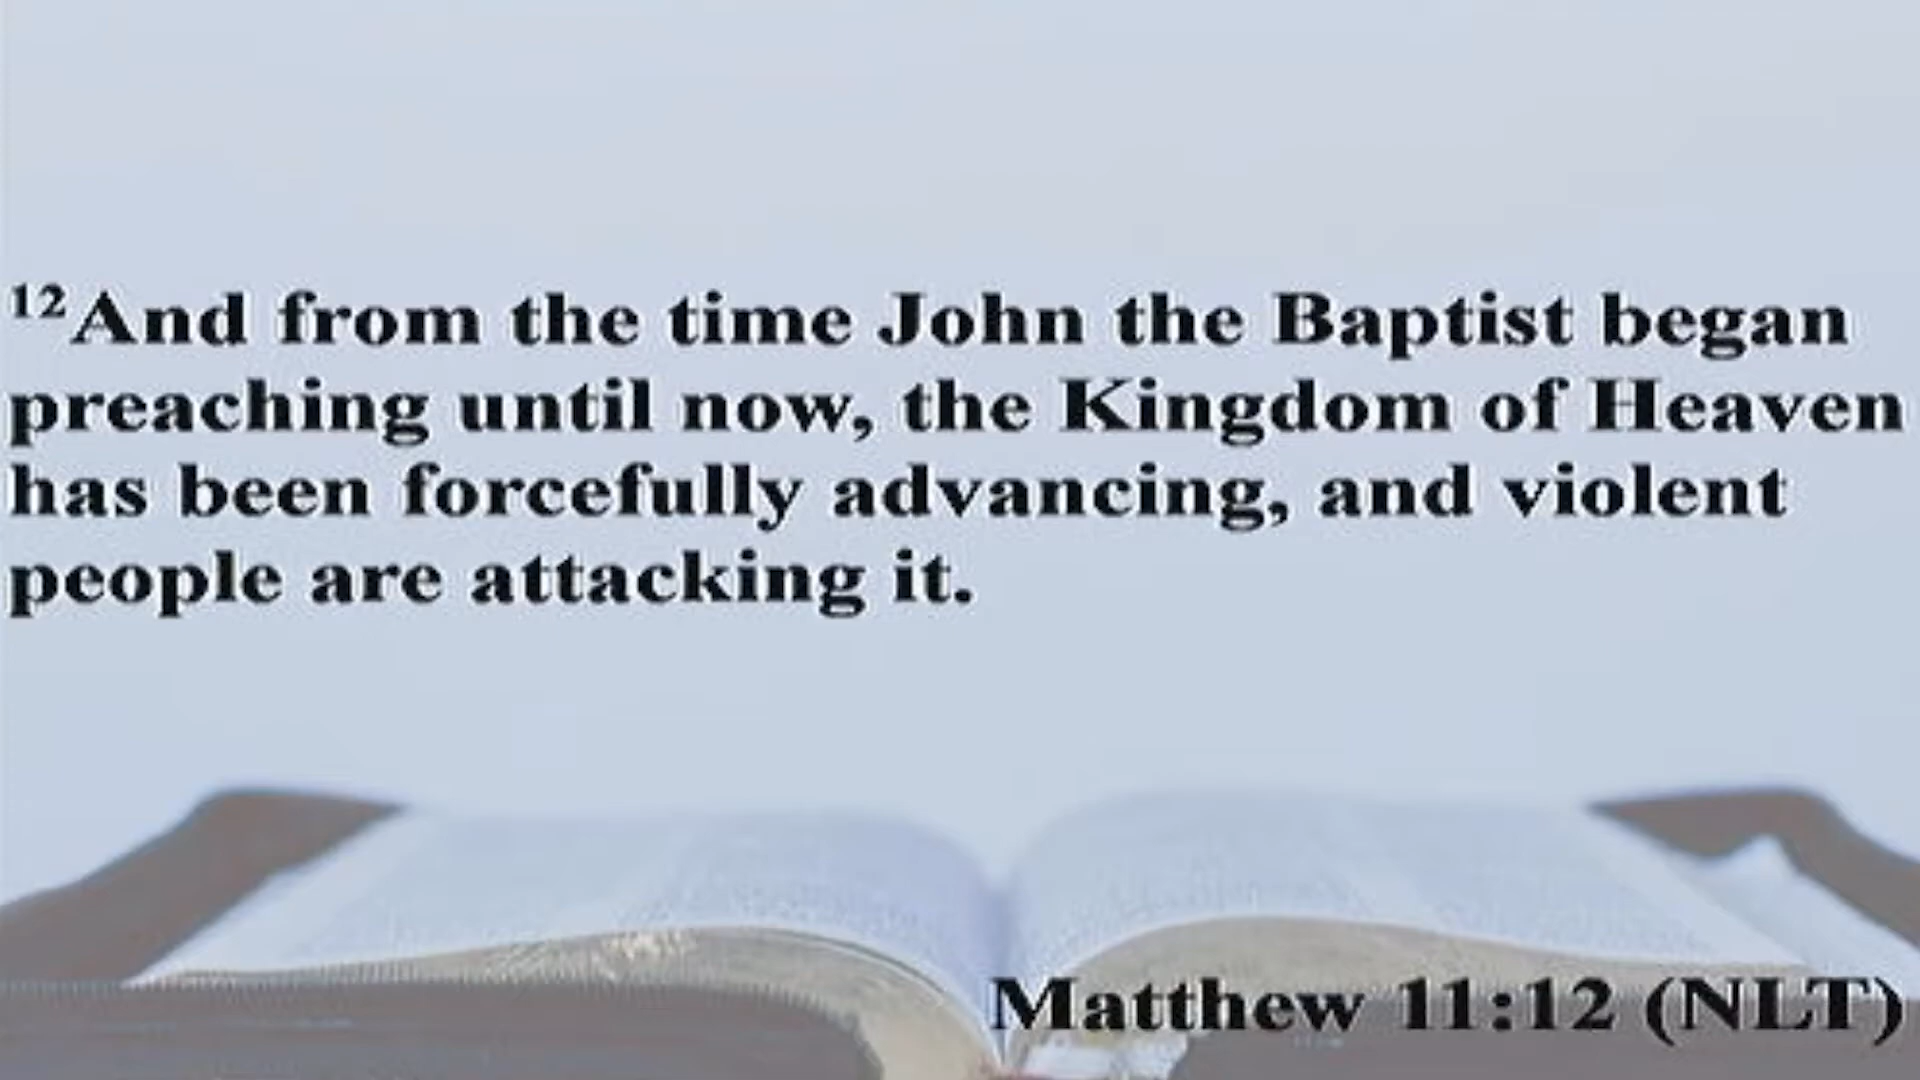 12And from the time John the Baptist began
preaching until now, the Kingdom of Heaven
has been forcefully advancing, and violent
people are attacking it.
Matthew 11:12 (NLT)